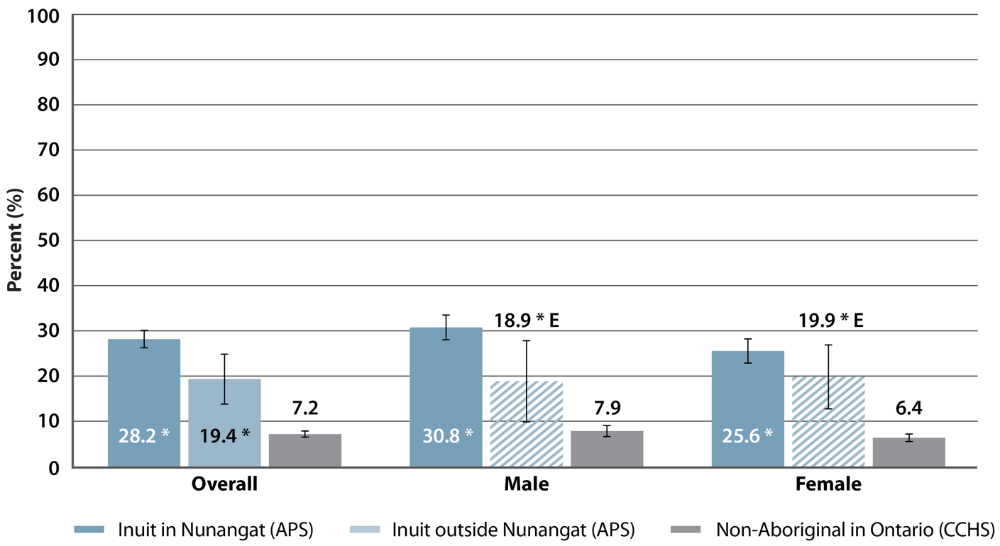 100
90
80
70
60
50
40
30
20
10
0
Percent (%)
28.2 *
19.4 *
7.2
30.8 *
18.9 * E
7.9
25.6 *
19.9 * E
6.4
Overall
Male
Female
Inuit in Nunangat (APS)
Inuit outside Nunangat (APS)
Non-Aboriginal in Ontario (CCHS)